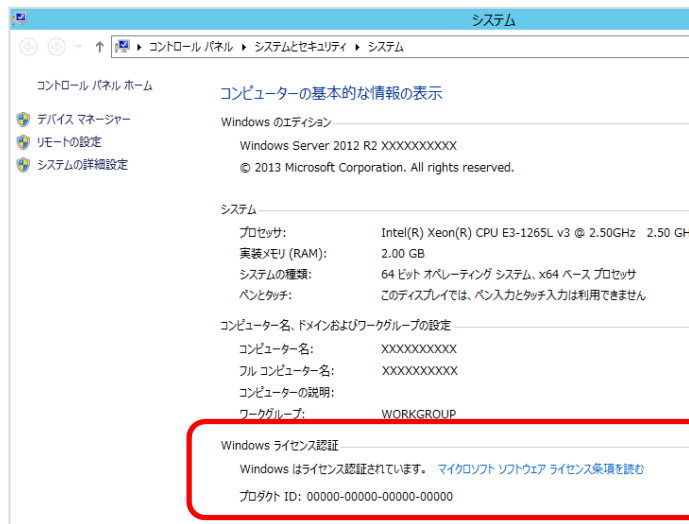 システム
コントロール パネル ▸ システムとセキュリティ ▸ システム
コントロール パネル ホーム
デバイス マネージャー
リモートの設定
システムの詳細設定
コンピューターの基本的な情報の表示
Windows のエディション
Windows Server 2012 R2 XXXXXXXXXX
© 2013 Microsoft Corporation. All rights reserved.
システム
プロセッサ: Intel(R) Xeon(R) CPU E3-1265L v3 @ 2.50GHz 2.50 GH
実装メモリ (RAM): 2.00 GB
システムの種類: 64 ビット オペレーティング システム、x64 ベース プロセッサ
ペンとタッチ: このディスプレイでは、ペン入力とタッチ入力は利用できません
コンピューター名、ドメインおよびワークグループの設定
コンピューター名: XXXXXXXXXX
フル コンピューター名: XXXXXXXXXX
コンピューターの説明:
ワークグループ: WORKGROUP
Windows ライセンス認証
Windows はライセンス認証されています。 マイクロソフト ソフトウェア ライセンス条項を読む
プロダクト ID: 00000-00000-00000-00000